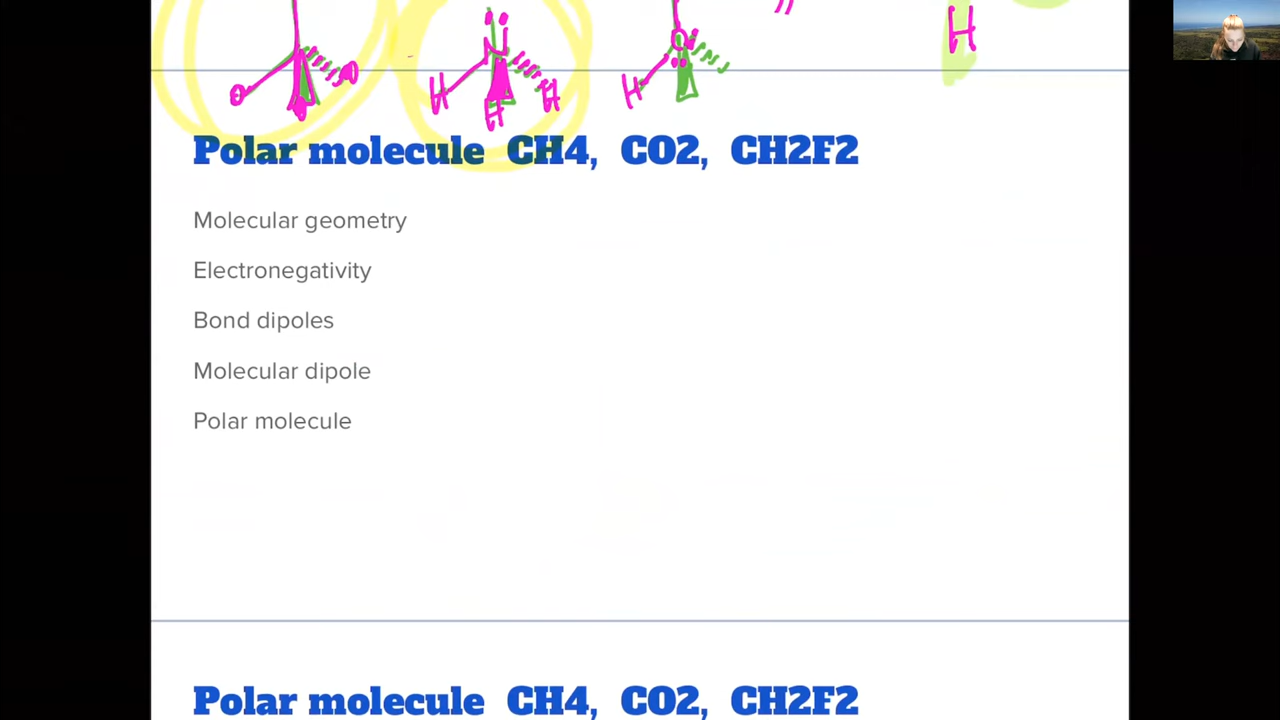 H
N
H
H
H
O
H
Polar molecule CH4, CO2, CH2F2
Molecular geometry
Electronegativity
Bond dipoles
Molecular dipole
Polar molecule
Polar molecule CH4, CO2, CH2F2